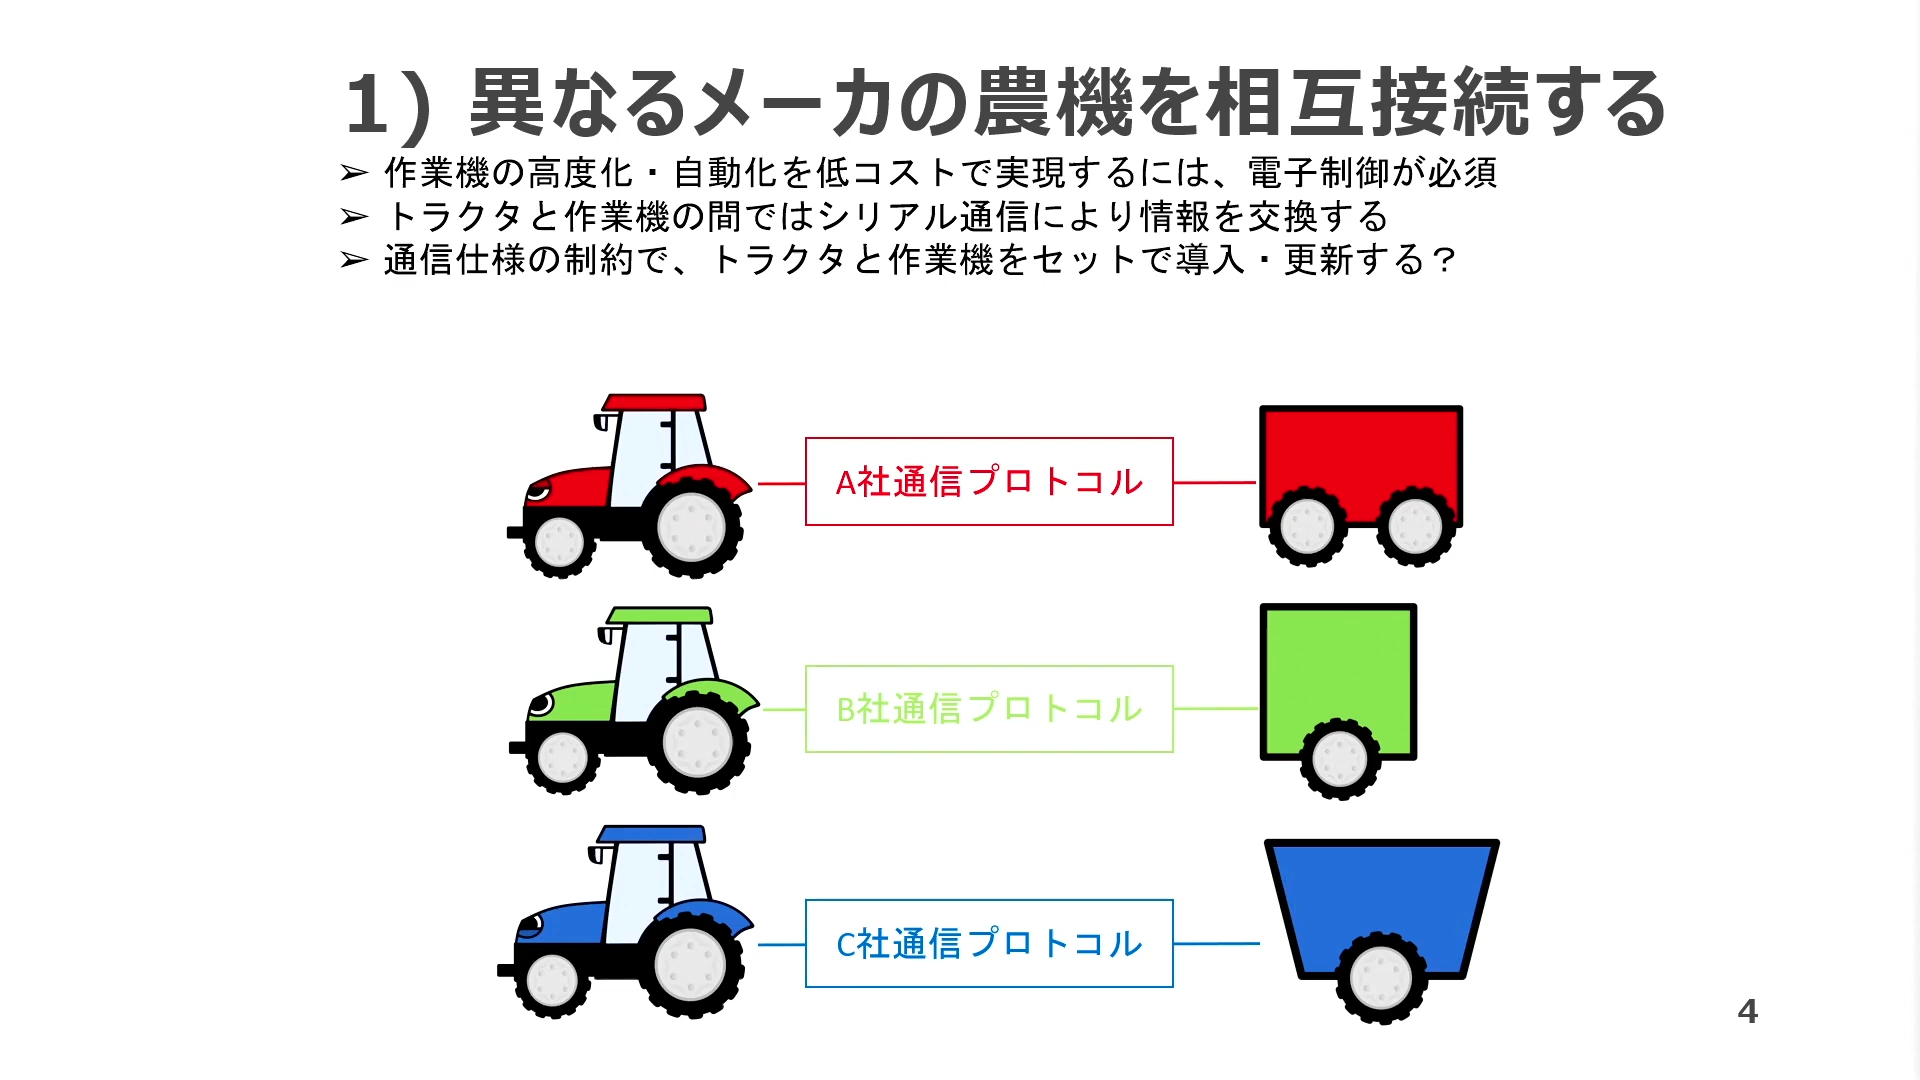 1) 異なるメーカの農機を相互接続する
➢ 作業機の高度化・自動化を低コストで実現するには、電子制御が必須
➢ トラクタと作業機の間ではシリアル通信により情報を交換する
➢ 通信仕様の制約で、トラクタと作業機をセットで導入・更新する？
A社通信プロトコル
B社通信プロトコル
C社通信プロトコル
4